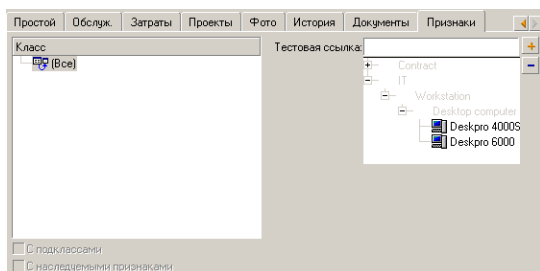 Простой Обслуж. Затраты Проекты Фото История Документы Признаки
Класс
(Все)
Тестовая ссылка:
Contract
IT
Workstation
Desktop computer
Deskpro 4000S
Deskpro 6000
С подклассами
С наследуемыми признаками